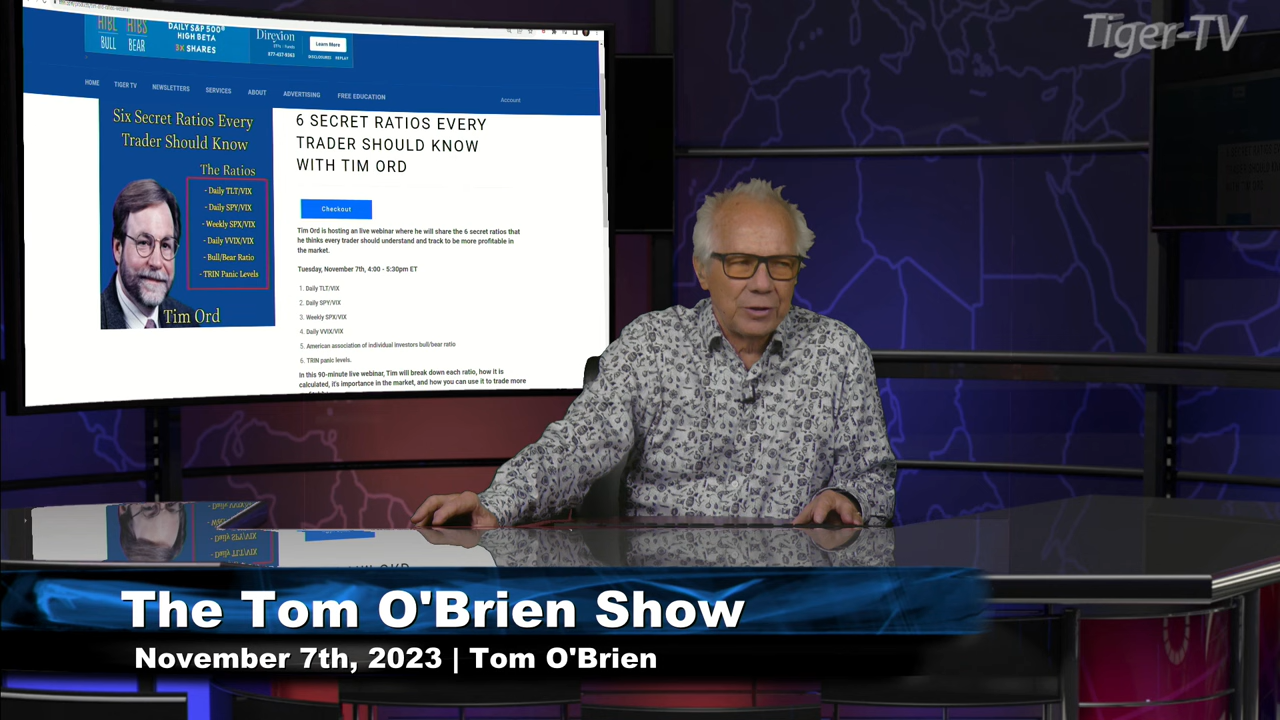 Tiger-TV
HIBL HIBS
BULL BEAR
DAILY S&P 500®
HIGH BETA
3X SHARES
Direxion
877-437-9363
Learn More
DISCLOSURES REPLAY
HOME TIGER TV NEWSLETTERS SERVICES ABOUT ADVERTISING FREE EDUCATION
Account
Six Secret Ratios Every
Trader Should Know
The Ratios
- Daily TLT/VIX
- Daily SPY/VIX
- Weekly SPX/VIX
- Daily VVIX/VIX
- Bull/Bear Ratio
- TRIN Panic Levels
Tim Ord
6 SECRET RATIOS EVERY
TRADER SHOULD KNOW
WITH TIM ORD
Checkout
Tim Ord is hosting an live webinar where he will share the 6 secret ratios that
he thinks every trader should understand and track to be more profitable in
the market.
Tuesday, November 7th, 4:00 - 5:30pm ET
1. Daily TLT/VIX
2. Daily SPY/VIX
3. Weekly SPX/VIX
4. Daily VVIX/VIX
5. American association of individual investors bull/bear ratio
6. TRIN panic levels.
In this 90-minute live webinar, Tim will break down each ratio, how it is
calculated, it's importance in the market, and how you can use it to trade more
The Tom O'Brien Show
November 7th, 2023 | Tom O'Brien